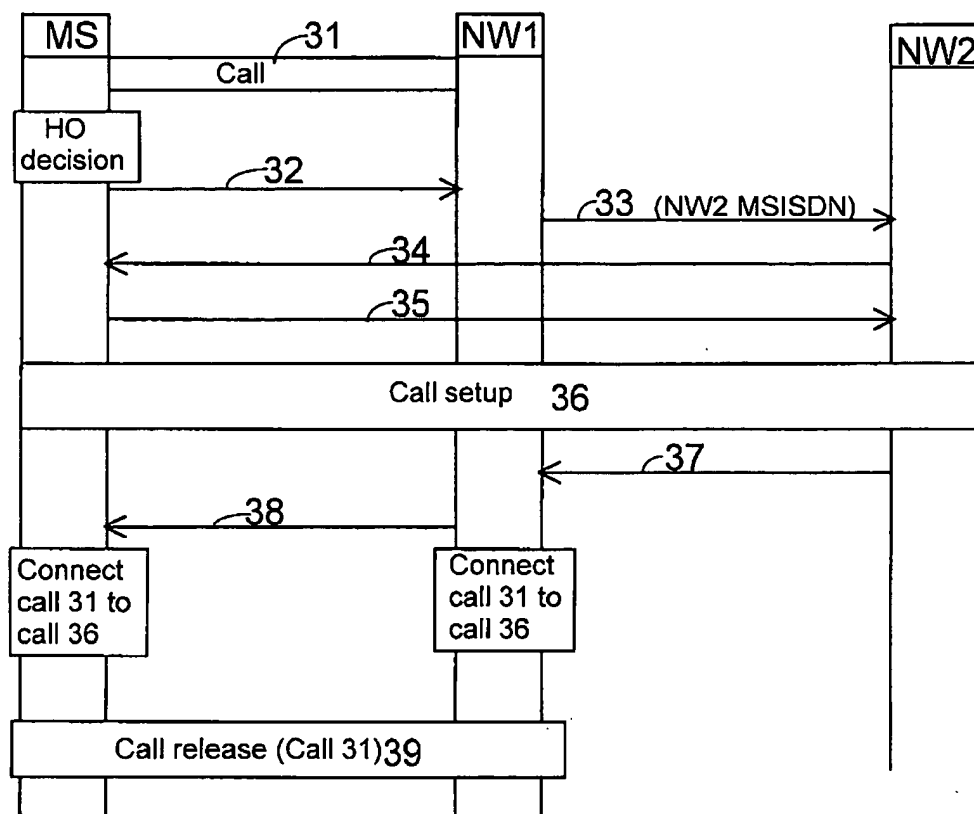 MS
31
NW1
NW2
Call
HO
decision
32
33 (NW2 MSISDN)
34
35
Call setup 36
37
38
Connect
call 31 to
call 36
Connect
call 31 to
call 36
Call release (Call 31)39